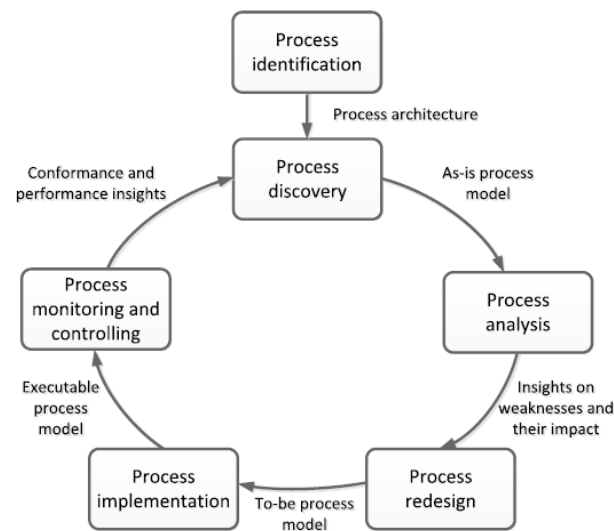 Process
identification
Process architecture
Process
discovery
As-is process
model
Process
analysis
Insights on
weaknesses and
their impact
Process
redesign
To-be process
model
Process
implementation
Executable
process
model
Process
monitoring and
controlling
Conformance and
performance insights